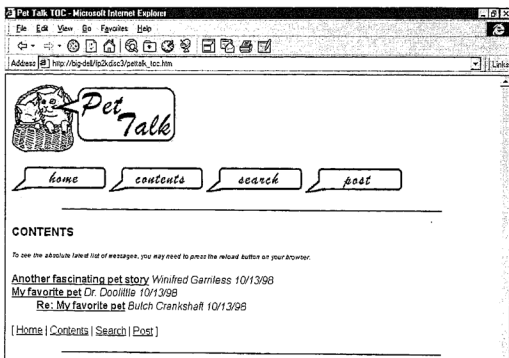 Pet Talk TOC - Microsoft Internet Explorer
File Edit View Go Favorites Help
Address http://big-dell/ip2kdisc3/pettalk_toc.htm Links
Pet
Talk
home contents search post
CONTENTS
To see the absolute latest list of messages, you may need to press the reload button on your browser.
Another fascinating pet story Winifred Garnless 10/13/98
My favorite pet Dr. Doolittle 10/13/98
Re: My favorite pet Butch Crankshaft 10/13/98
[ Home | Contents | Search | Post ]